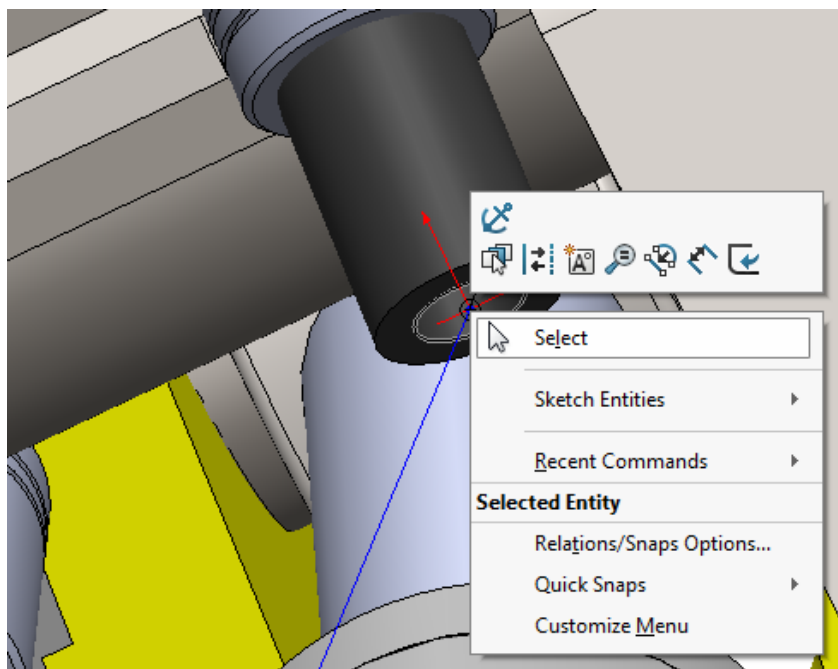 Select
Sketch Entities
Recent Commands
Selected Entity
Relations/Snaps Options...
Quick Snaps
Customize Menu